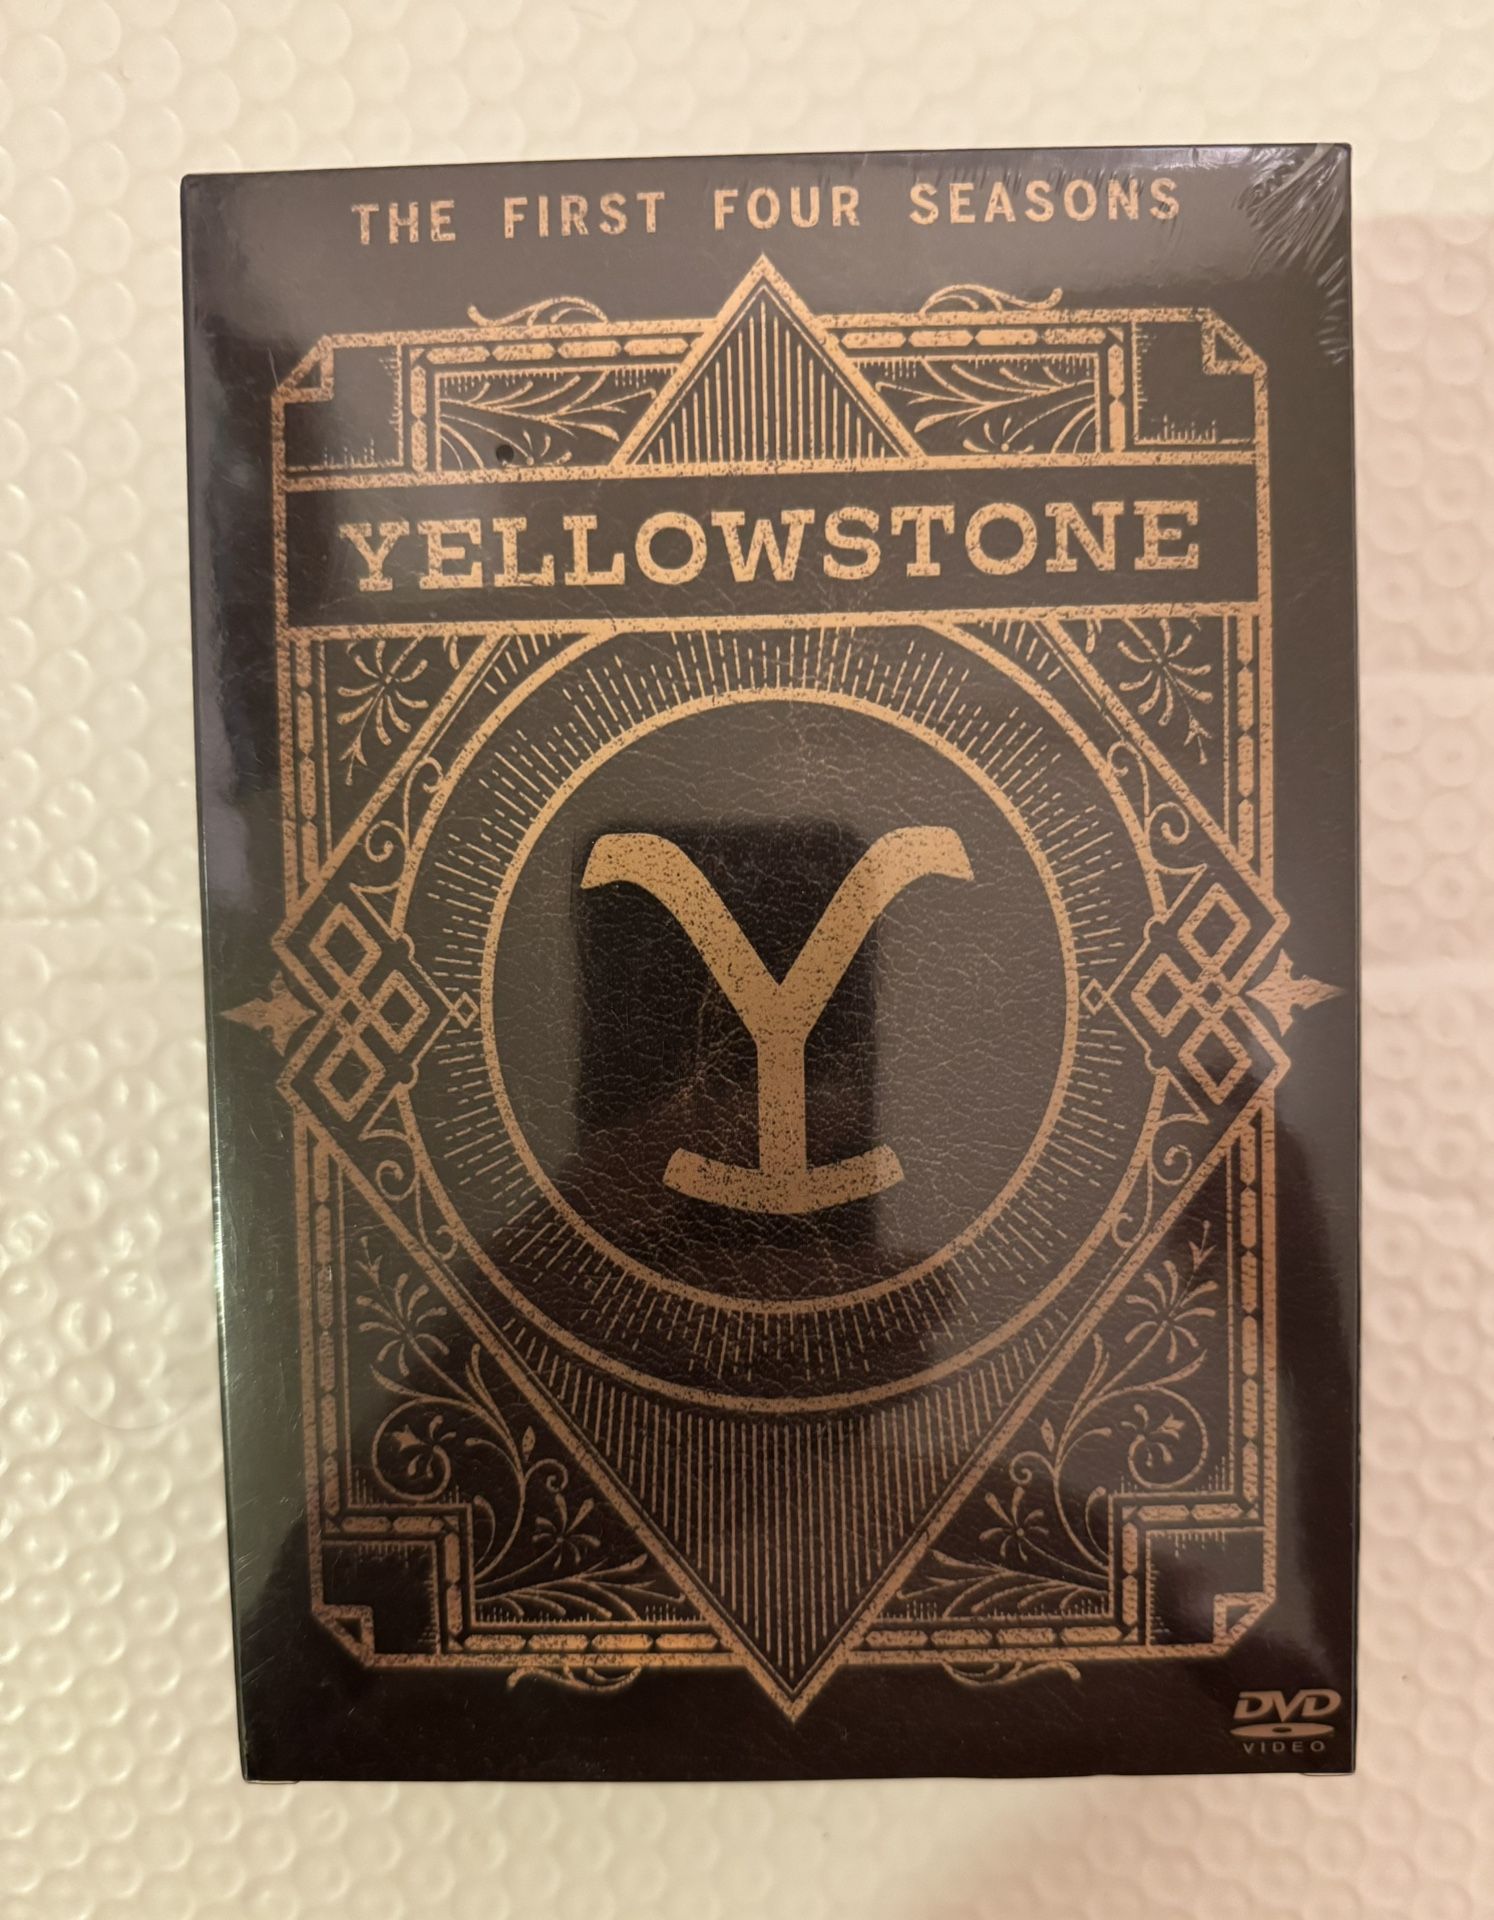 THE FIRST FOUR SEASONS
YELLOWSTONE
Y
DVD
VIDEO